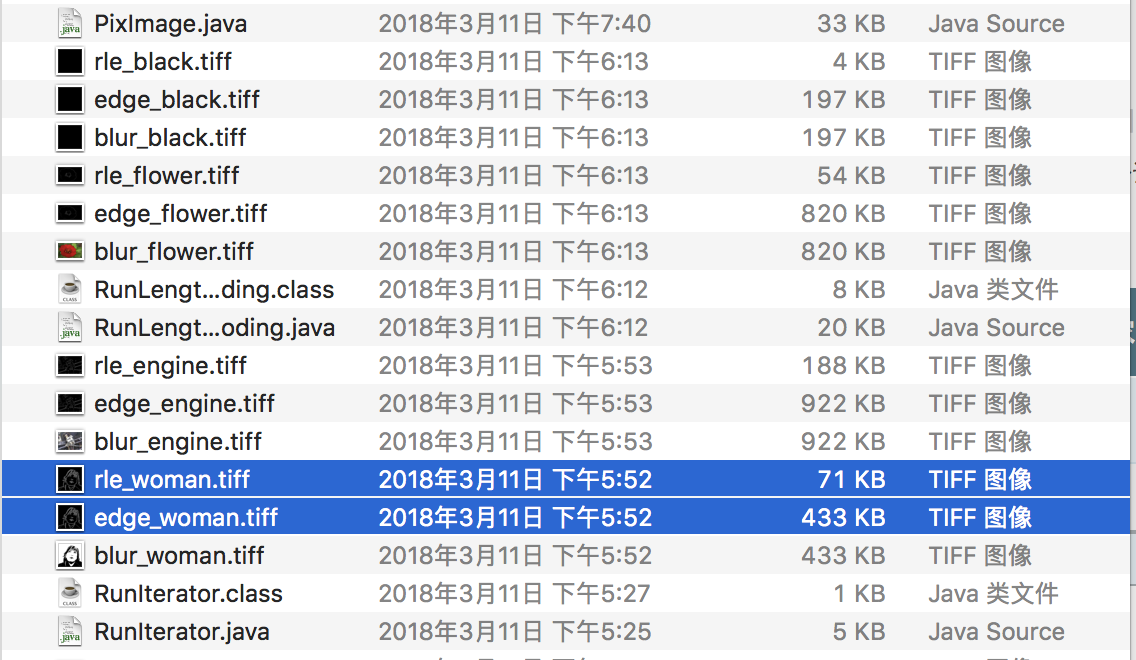 PixImage.java 2018年3月11日 下午7:40 33 KB Java Source
rle_black.tiff 2018年3月11日 下午6:13 4 KB TIFF 图像
edge_black.tiff 2018年3月11日 下午6:13 197 KB TIFF 图像
blur_black.tiff 2018年3月11日 下午6:13 197 KB TIFF 图像
rle_flower.tiff 2018年3月11日 下午6:13 54 KB TIFF 图像
edge_flower.tiff 2018年3月11日 下午6:13 820 KB TIFF 图像
blur_flower.tiff 2018年3月11日 下午6:13 820 KB TIFF 图像
RunLengt...ding.class 2018年3月11日 下午6:12 8 KB Java 类文件
RunLengt...oding.java 2018年3月11日 下午6:12 20 KB Java Source
rle_engine.tiff 2018年3月11日 下午5:53 188 KB TIFF 图像
edge_engine.tiff 2018年3月11日 下午5:53 922 KB TIFF 图像
blur_engine.tiff 2018年3月11日 下午5:53 922 KB TIFF 图像
rle_woman.tiff 2018年3月11日 下午5:52 71 KB TIFF 图像
edge_woman.tiff 2018年3月11日 下午5:52 433 KB TIFF 图像
blur_woman.tiff 2018年3月11日 下午5:52 433 KB TIFF 图像
RunIterator.class 2018年3月11日 下午5:27 1 KB Java 类文件
RunIterator.java 2018年3月11日 下午5:25 5 KB Java Source